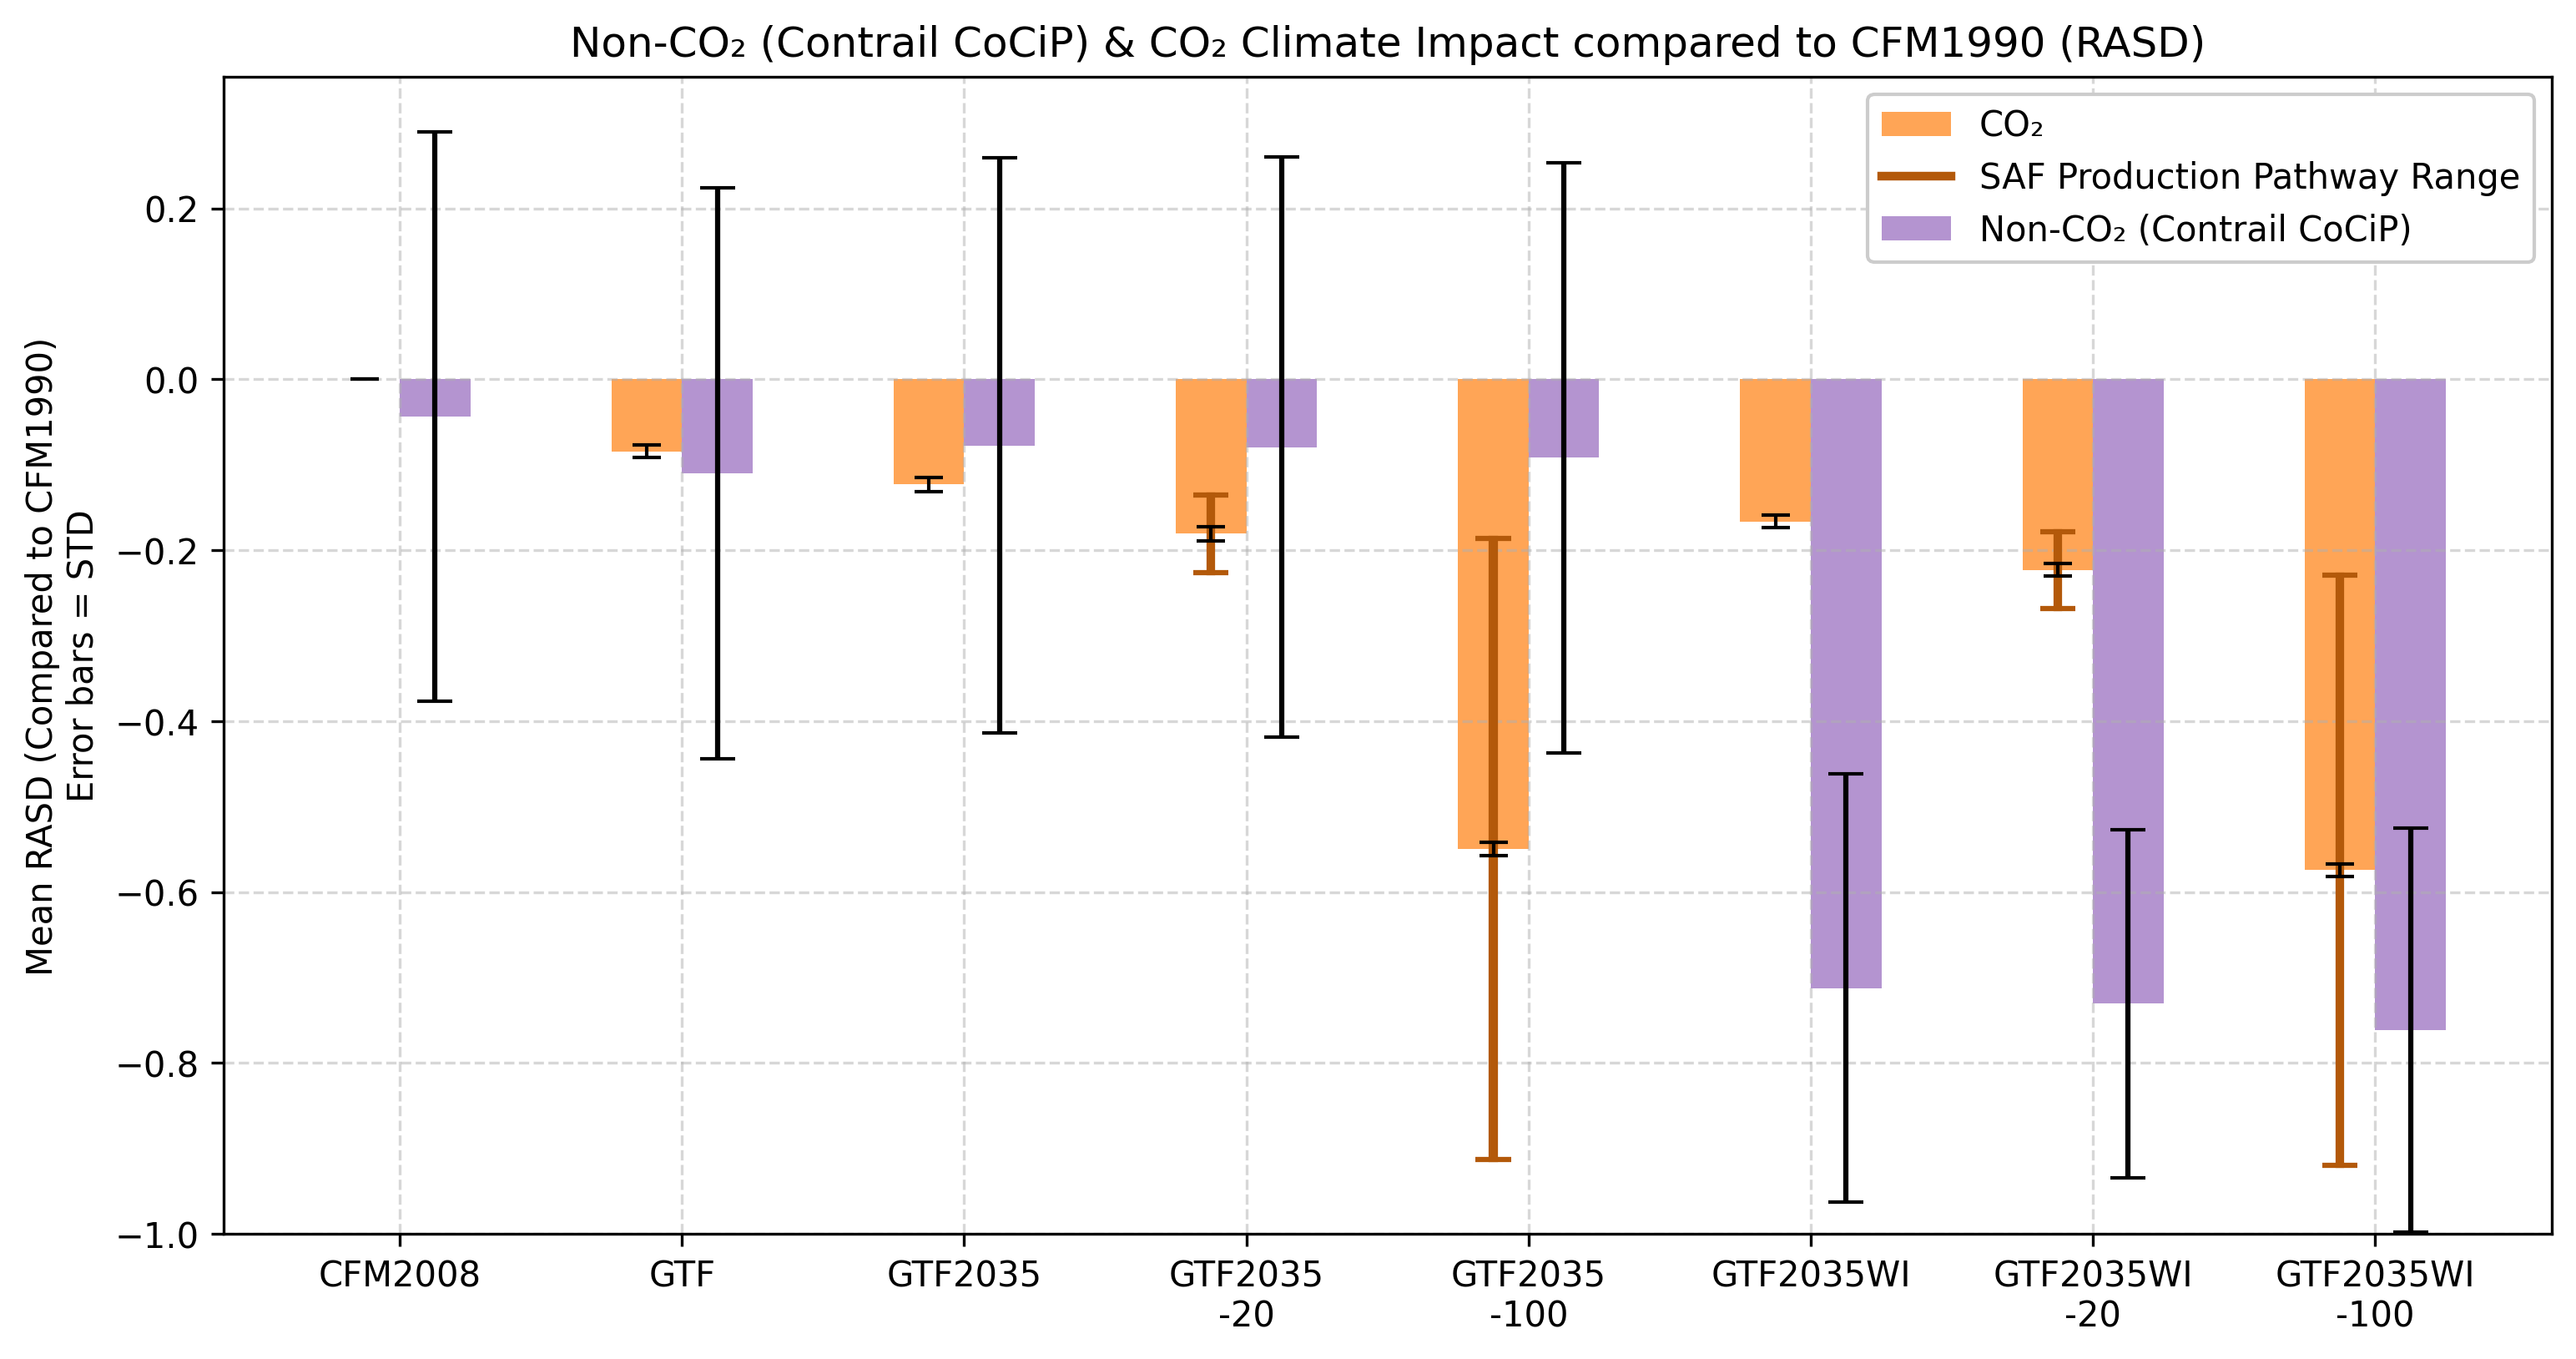 Non-CO₂ (Contrail CoCiP) & CO₂ Climate Impact compared to CFM1990 (RASD)
CO₂
SAF Production Pathway Range
Non-CO₂ (Contrail CoCiP)
Mean RASD (Compared to CFM1990)
Error bars = STD
0.2
0.0
−0.2
−0.4
−0.6
−0.8
−1.0
CFM2008
GTF
GTF2035
GTF2035
-20
GTF2035
-100
GTF2035WI
GTF2035WI
-20
GTF2035WI
-100